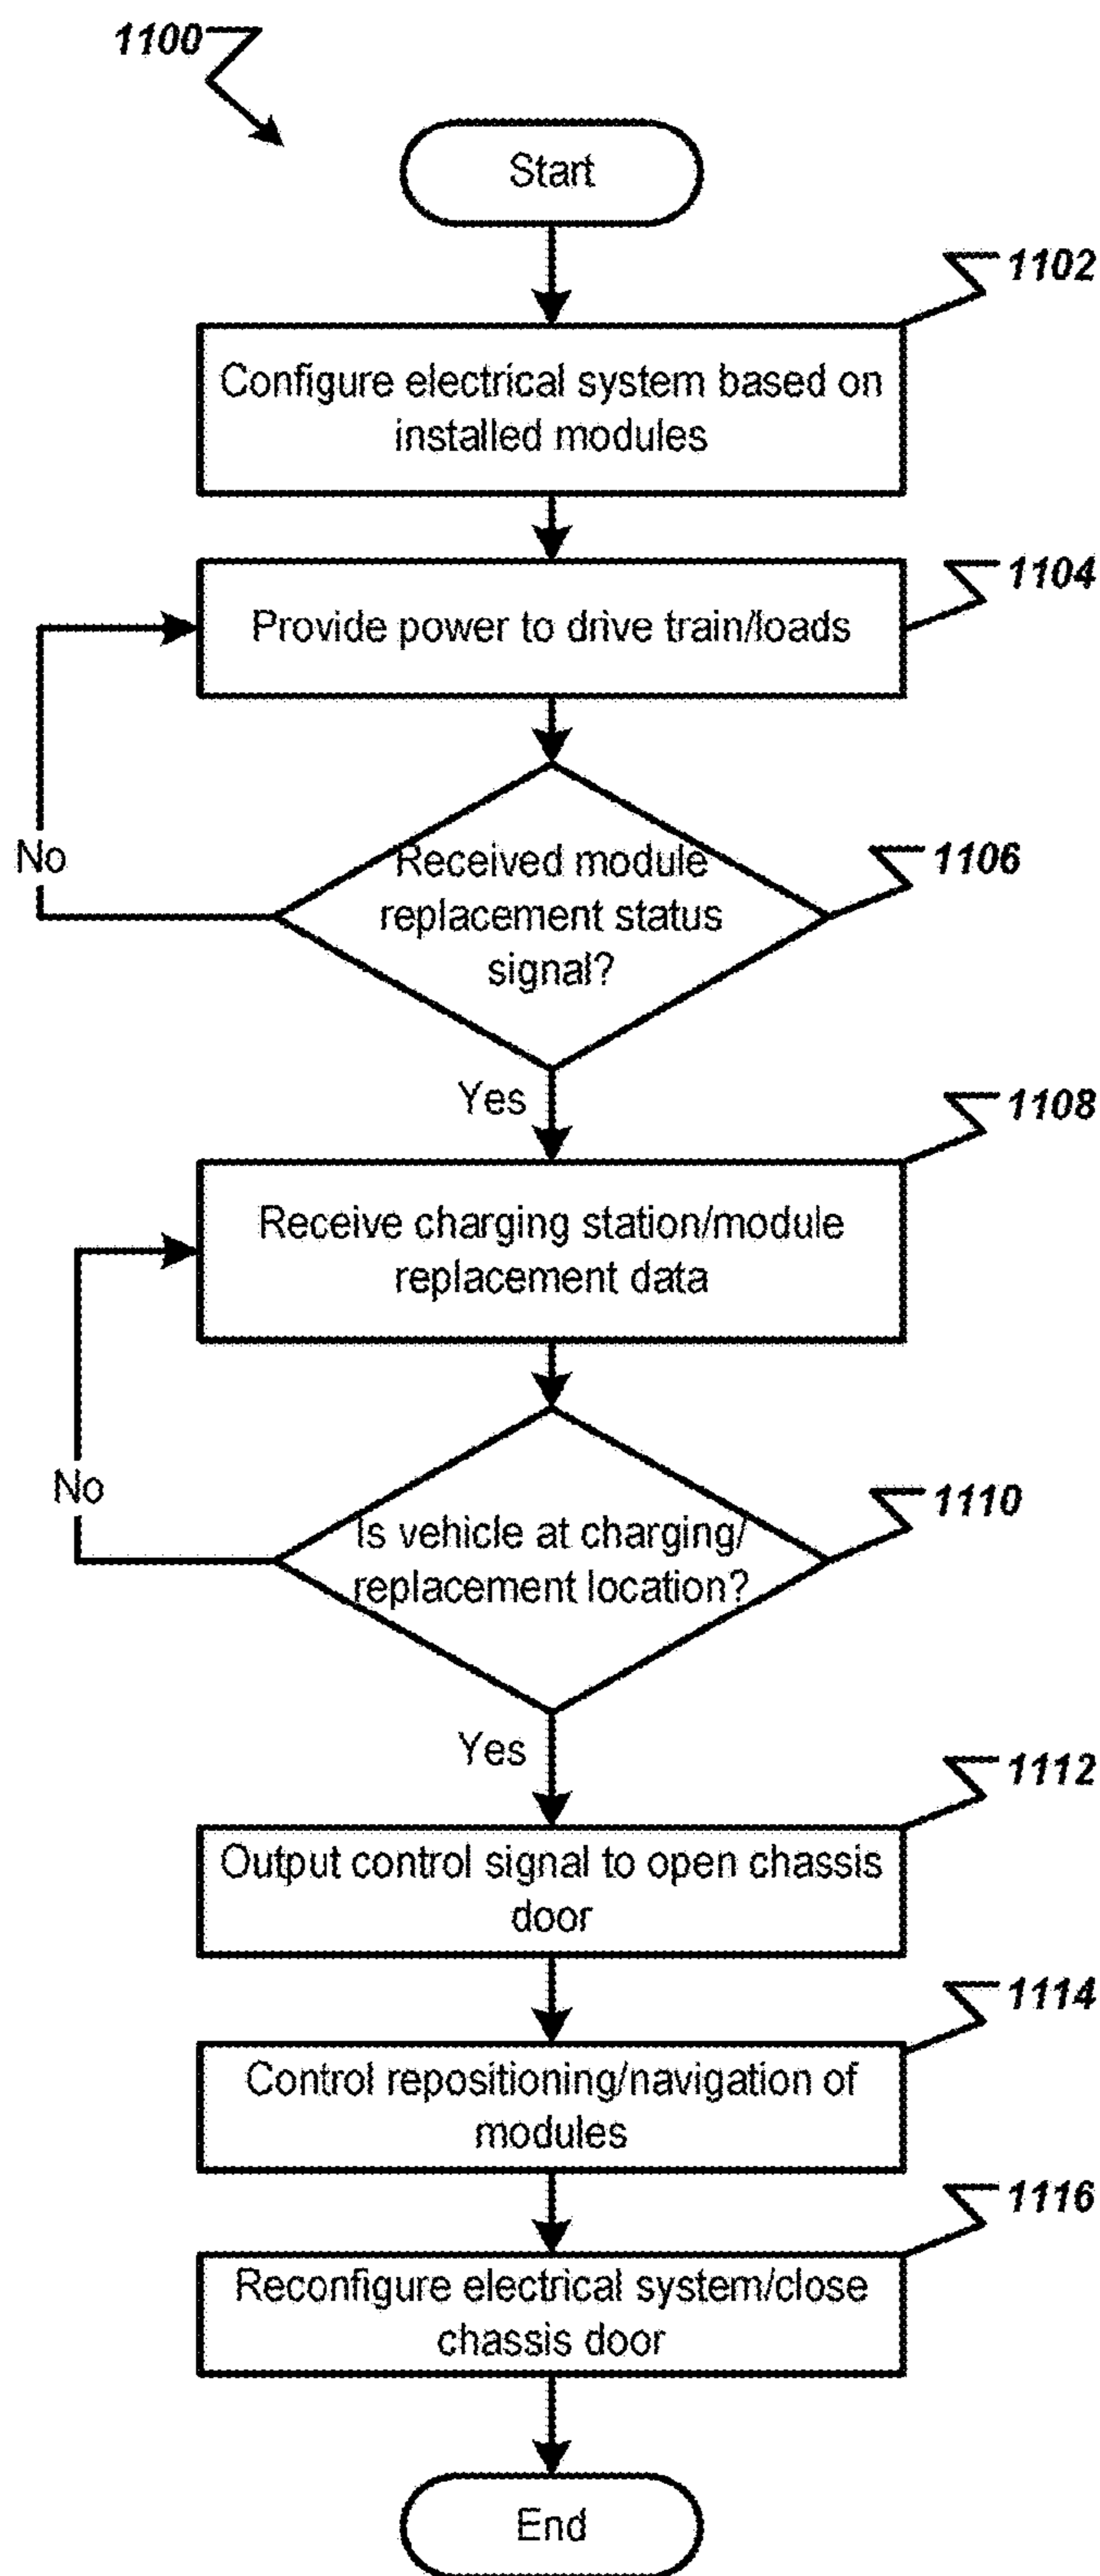 1100
Start
1102
Configure electrical system based on
installed modules
1104
Provide power to drive train/loads
No
Received module
replacement status
signal?
1106
Yes
1108
Receive charging station/module
replacement data
No
Is vehicle at charging/
replacement location?
1110
Yes
1112
Output control signal to open chassis
door
1114
Control repositioning/navigation of
modules
1116
Reconfigure electrical system/close
chassis door
End